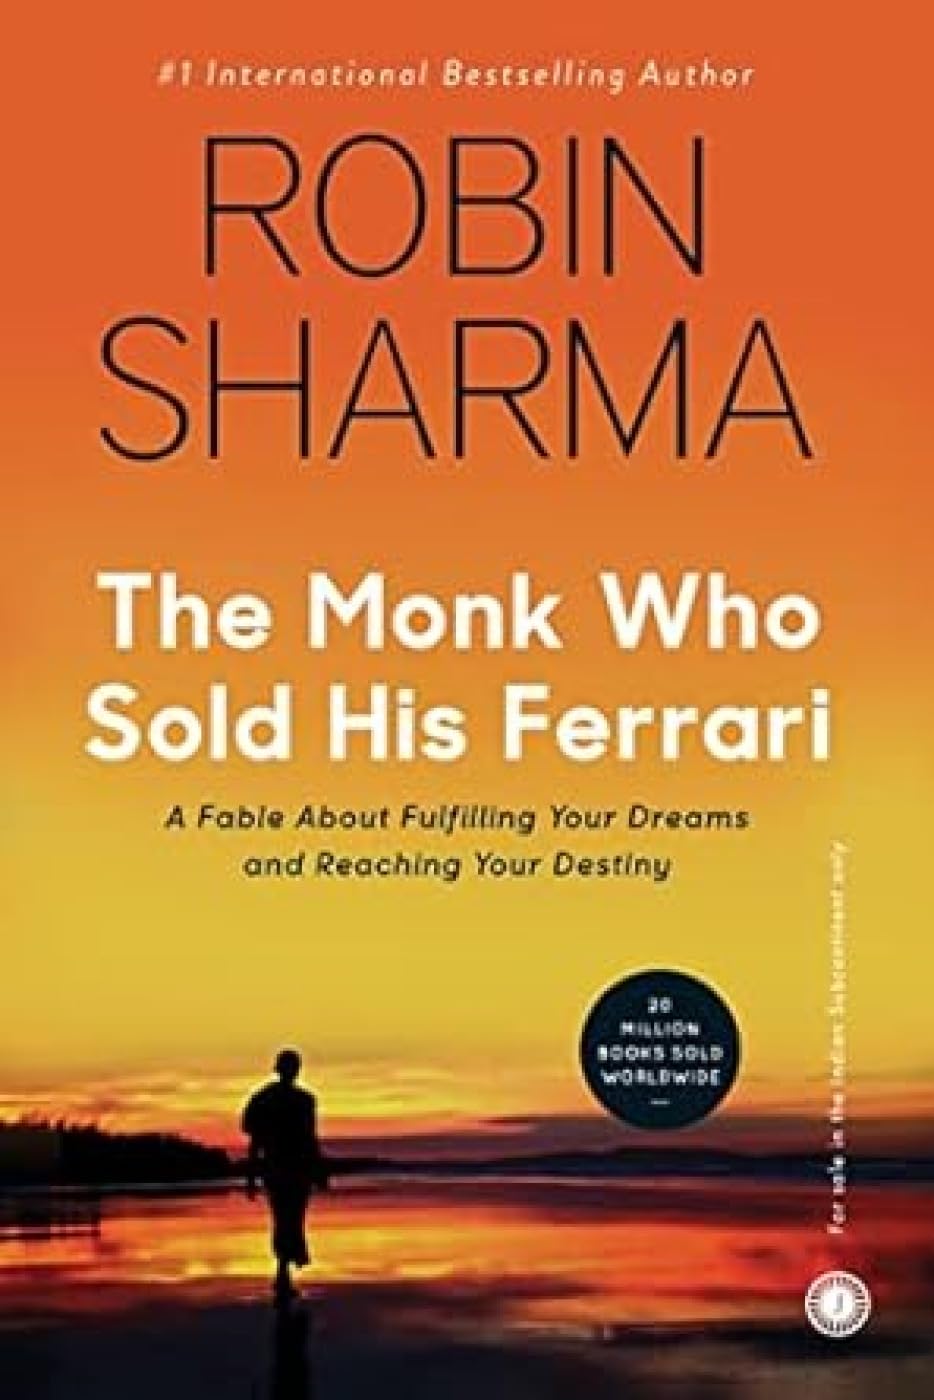 #1 International Bestselling Author
ROBIN
SHARMA
The Monk Who
Sold His Ferrari
A Fable About Fulfilling Your Dreams
and Reaching Your Destiny
20
MILLION
BOOKS SOLD
WORLDWIDE
For sale in the Indian Subcontinent only
J